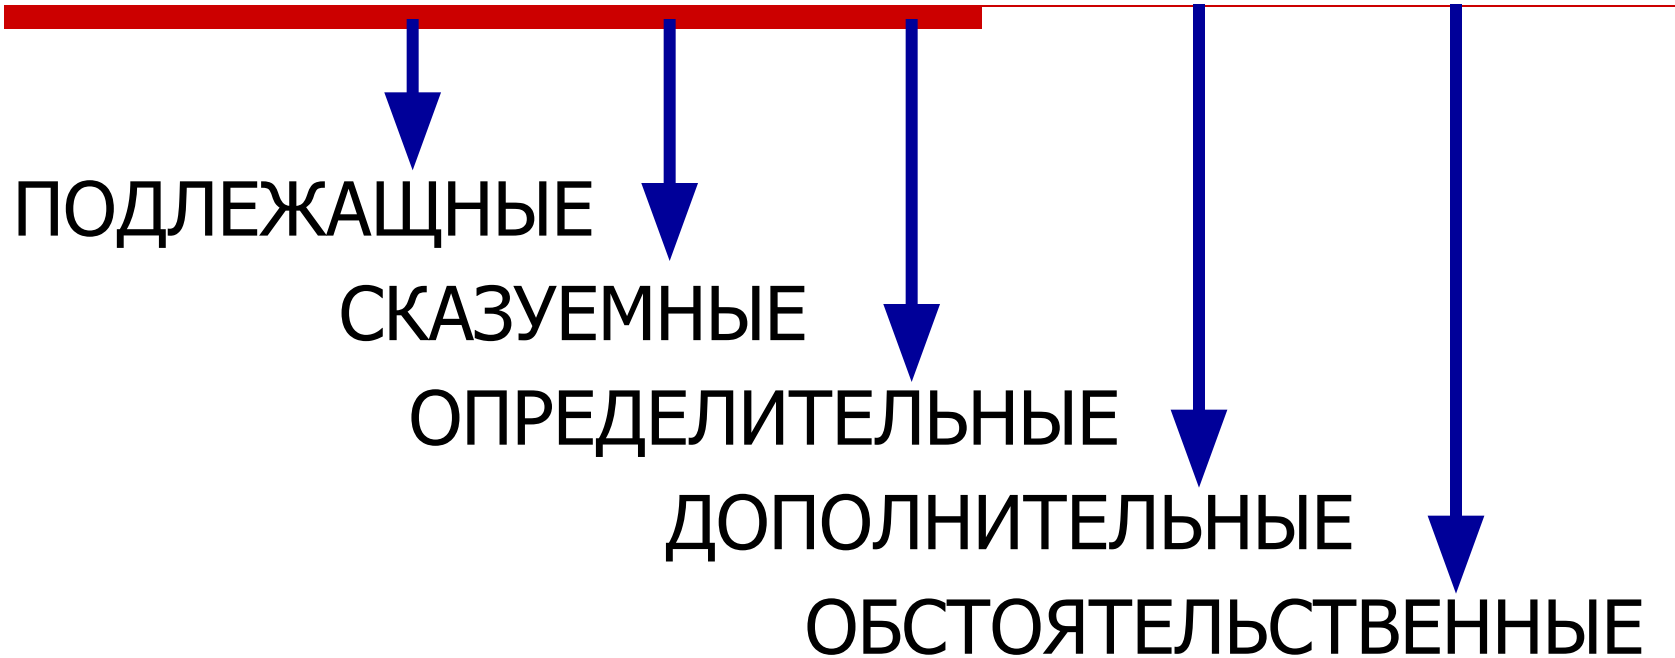 ПОДЛЕЖАЩНЫЕ
СКАЗУЕМНЫЕ
ОПРЕДЕЛИТЕЛЬНЫЕ
ДОПОЛНИТЕЛЬНЫЕ
ОБСТОЯТЕЛЬСТВЕННЫЕ